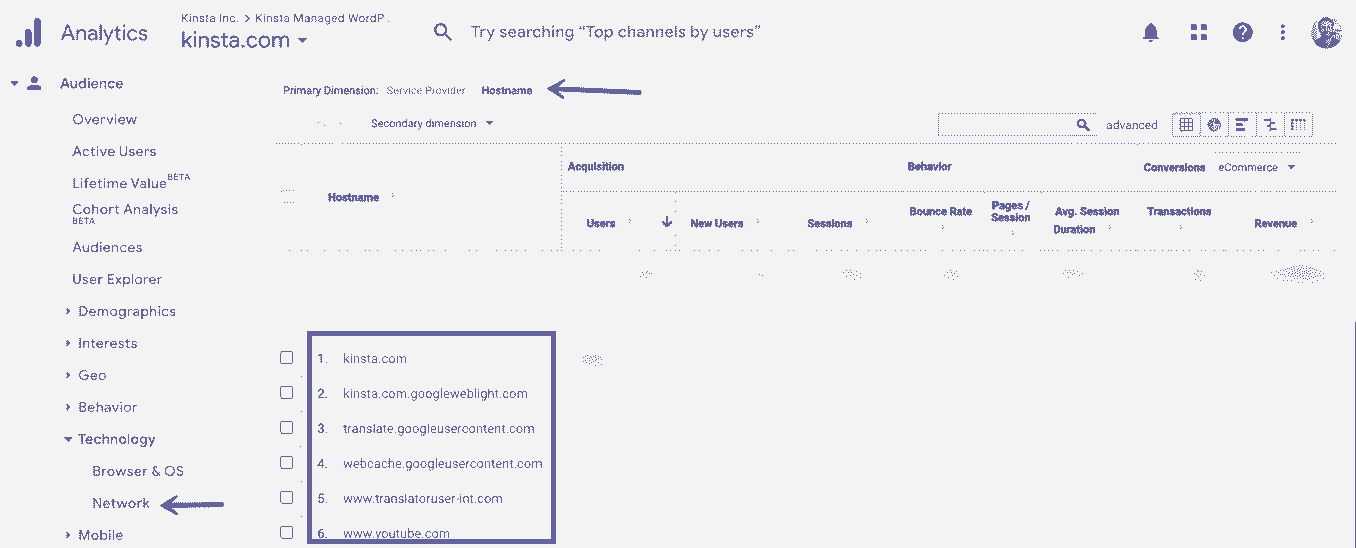 Analytics
Kinsta Inc. > Kinsta Managed WordP..
kinsta.com
Try searching “Top channels by users”
Audience
Overview
Active Users
Lifetime Value BETA
Cohort Analysis
BETA
Audiences
User Explorer
Demographics
Interests
Geo
Behavior
Technology
Browser & OS
Network
Mobile
Primary Dimension: Service Provider Hostname
Secondary dimension
advanced
Hostname
Acquisition
Behavior
Conversions eCommerce
Users
New Users
Sessions
Bounce Rate
Pages /
Session
Avg. Session
Duration
Transactions
Revenue
1. kinsta.com
2. kinsta.com.googleweblight.com
3. translate.googleusercontent.com
4. webcache.googleusercontent.com
5. www.translatoruser-int.com
6. www.youtube.com